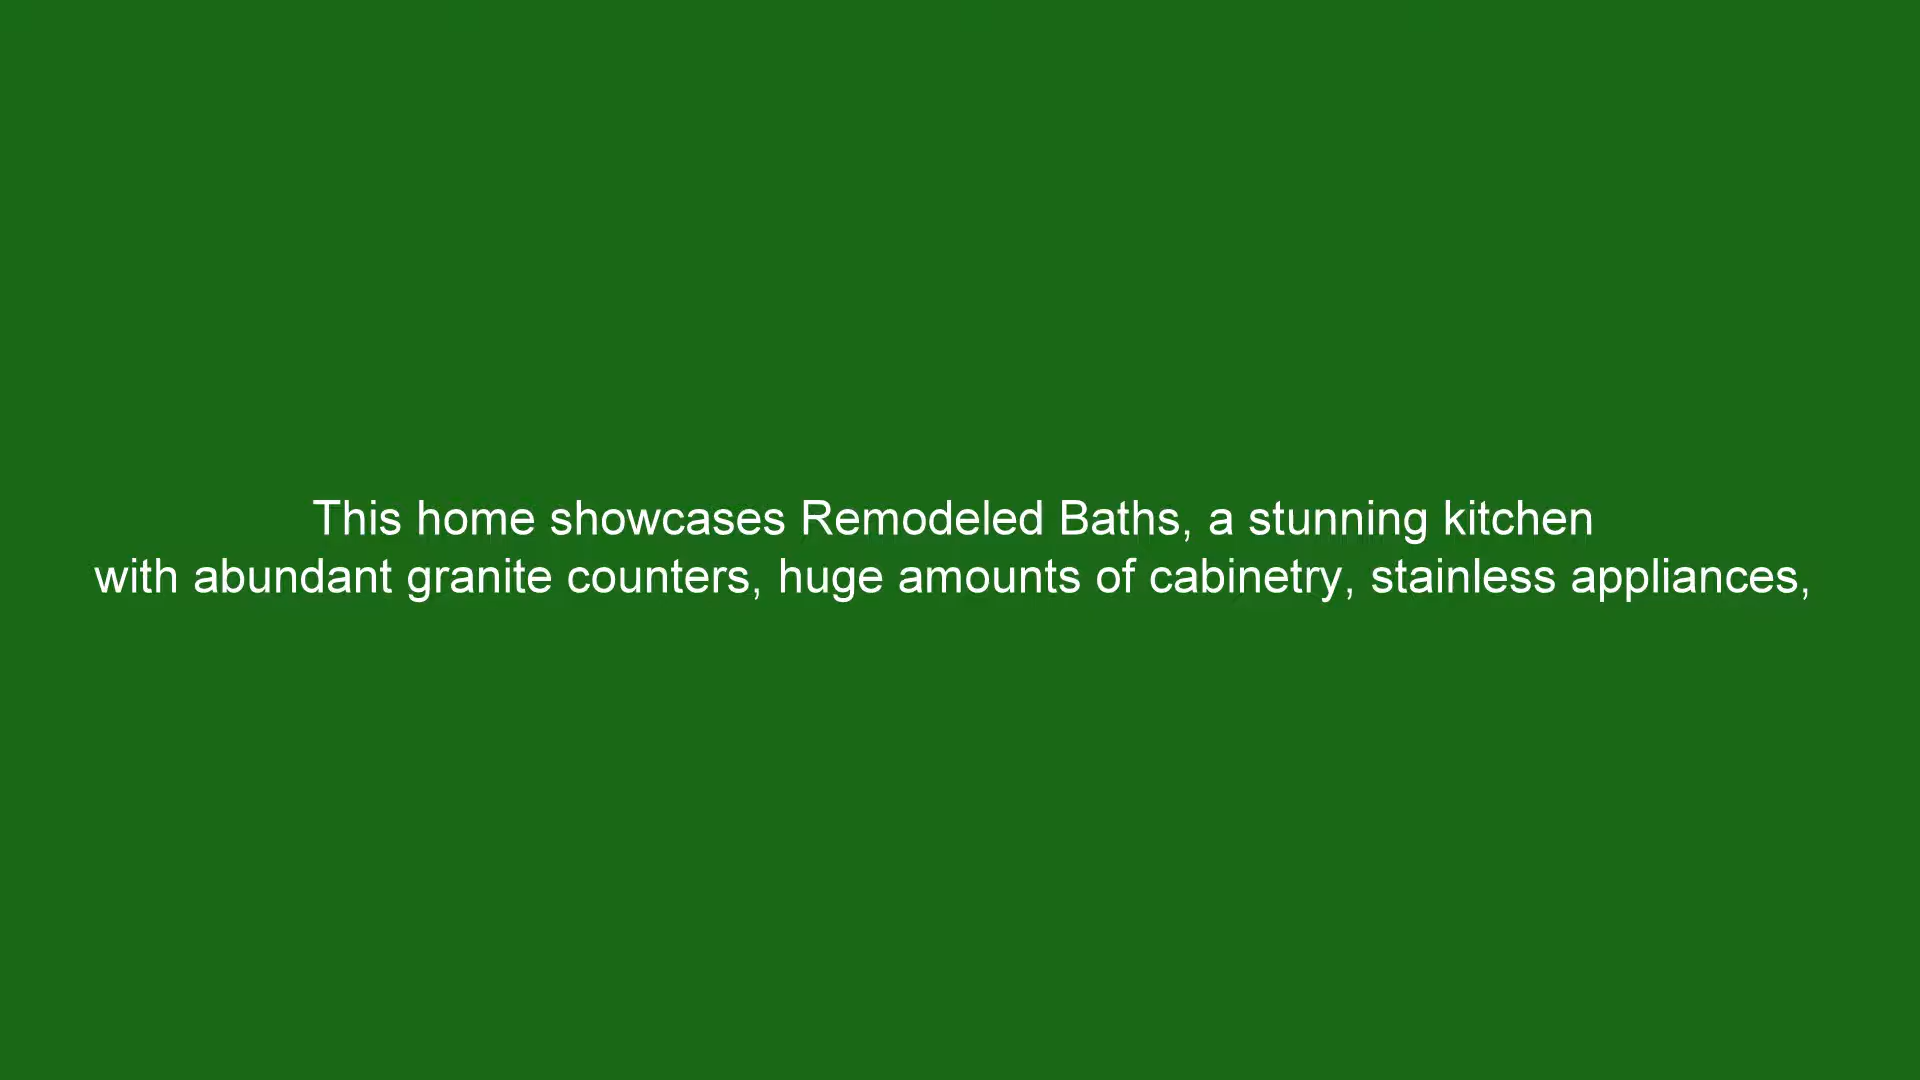 This home showcases Remodeled Baths, a stunning kitchen
with abundant granite counters, huge amounts of cabinetry, stainless appliances,